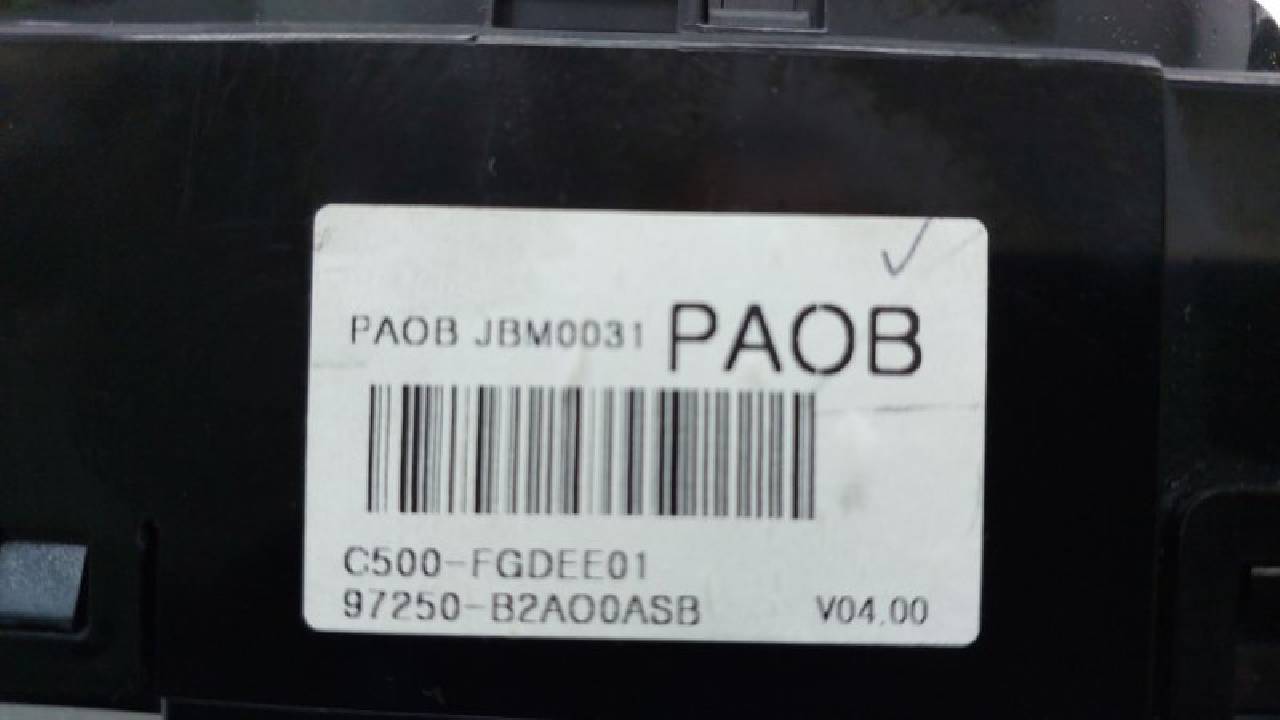 PAOB JBM0031 PAOB
C500-FGDEE01
97250-B2AO0ASB V04.00